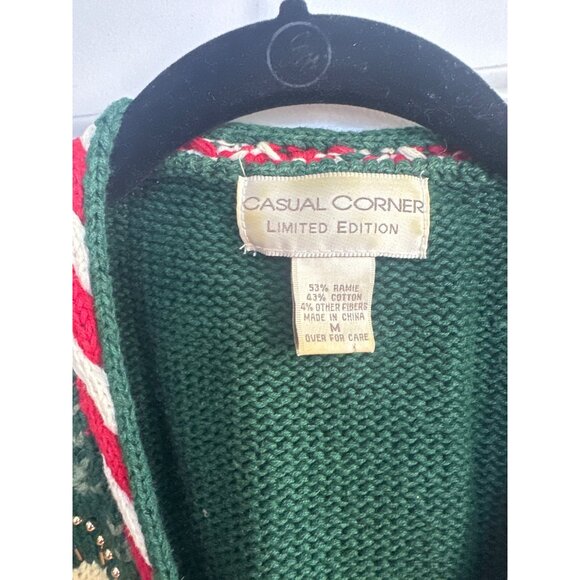 CASUAL CORNER
LIMITED EDITION
53% RAMIE
43% COTTON
4% OTHER FIBERS
MADE IN CHINA
M
OVER FOR CARE